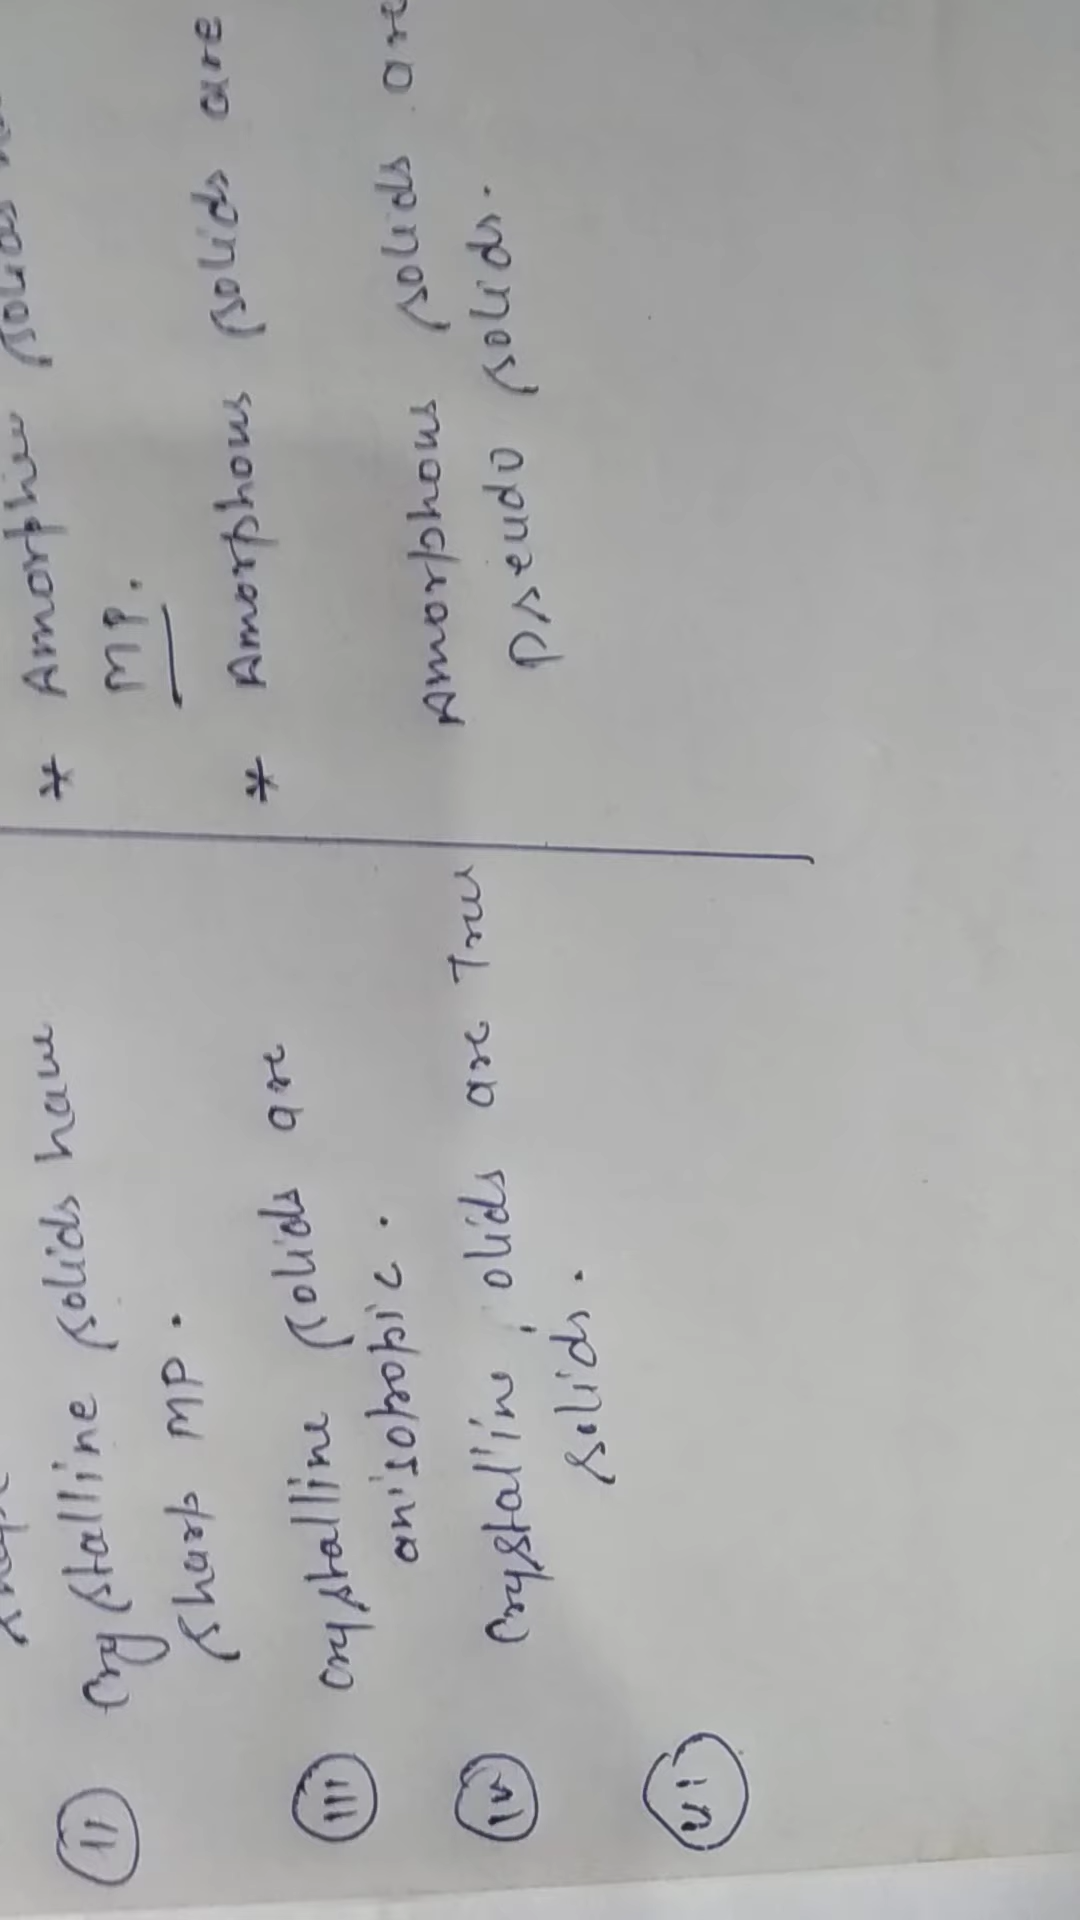 (ii) crystalline solids have
sharp MP.
(iii) crystalline solids are
anisotropic.
(iv) crystalline solids are True
solids.
(iv)
* Amorphous solids
MP.
* Amorphous solids are
Amorphous solids are
pseudo solids.